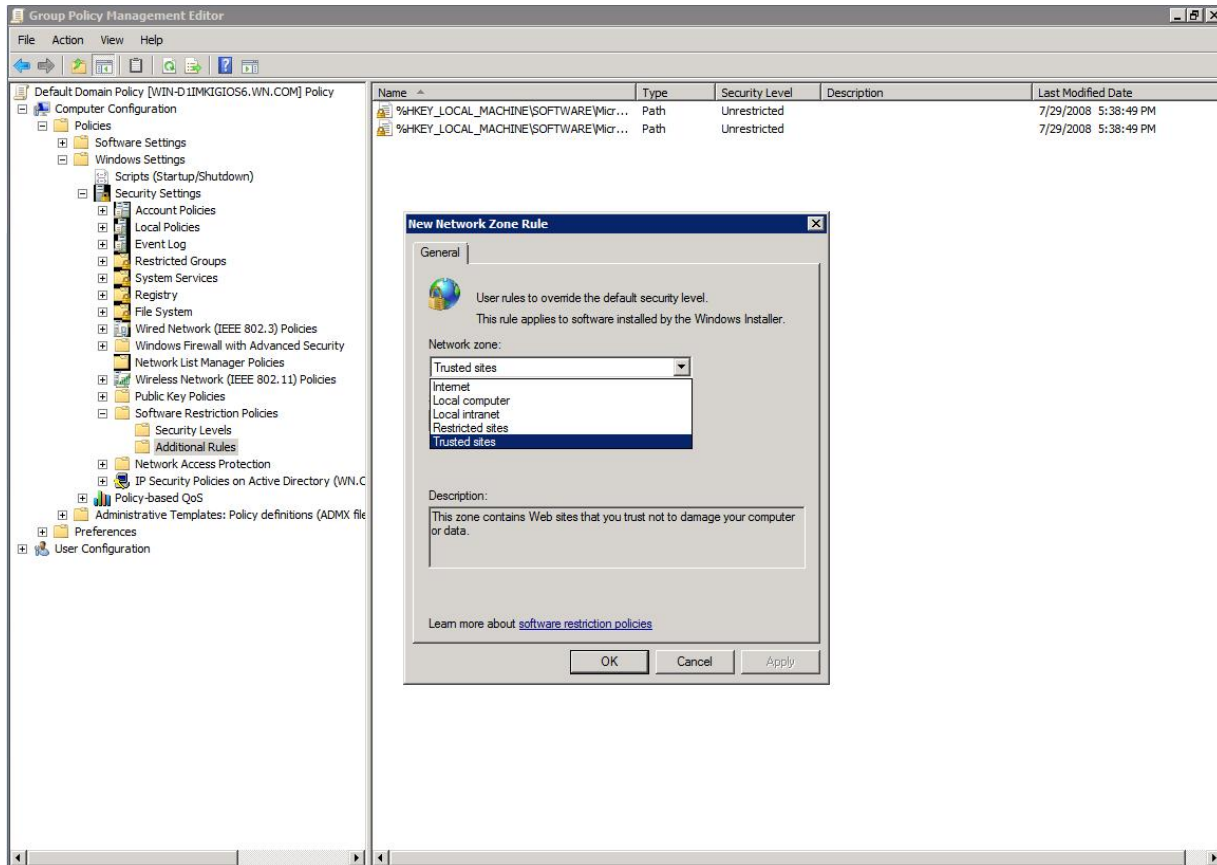 Group Policy Management Editor
File Action View Help
Default Domain Policy [WIN-D1IMKIGIOS6.WN.COM] Policy
Computer Configuration
Policies
Software Settings
Windows Settings
Scripts (Startup/Shutdown)
Security Settings
Account Policies
Local Policies
Event Log
Restricted Groups
System Services
Registry
File System
Wired Network (IEEE 802.3) Policies
Windows Firewall with Advanced Security
Network List Manager Policies
Wireless Network (IEEE 802.11) Policies
Public Key Policies
Software Restriction Policies
Security Levels
Additional Rules
Network Access Protection
IP Security Policies on Active Directory (WN.C
Policy-based QoS
Administrative Templates: Policy definitions (ADMX file
Preferences
User Configuration
Name Type Security Level Description Last Modified Date
%HKEY_LOCAL_MACHINE\SOFTWARE\Micr... Path Unrestricted 7/29/2008 5:38:49 PM
%HKEY_LOCAL_MACHINE\SOFTWARE\Micr... Path Unrestricted 7/29/2008 5:38:49 PM
New Network Zone Rule
General
User rules to override the default security level.
This rule applies to software installed by the Windows Installer.
Network zone:
Trusted sites
Internet
Local computer
Local intranet
Restricted sites
Trusted sites
Description:
This zone contains Web sites that you trust not to damage your computer
or data.
Learn more about software restriction policies
OK Cancel Apply